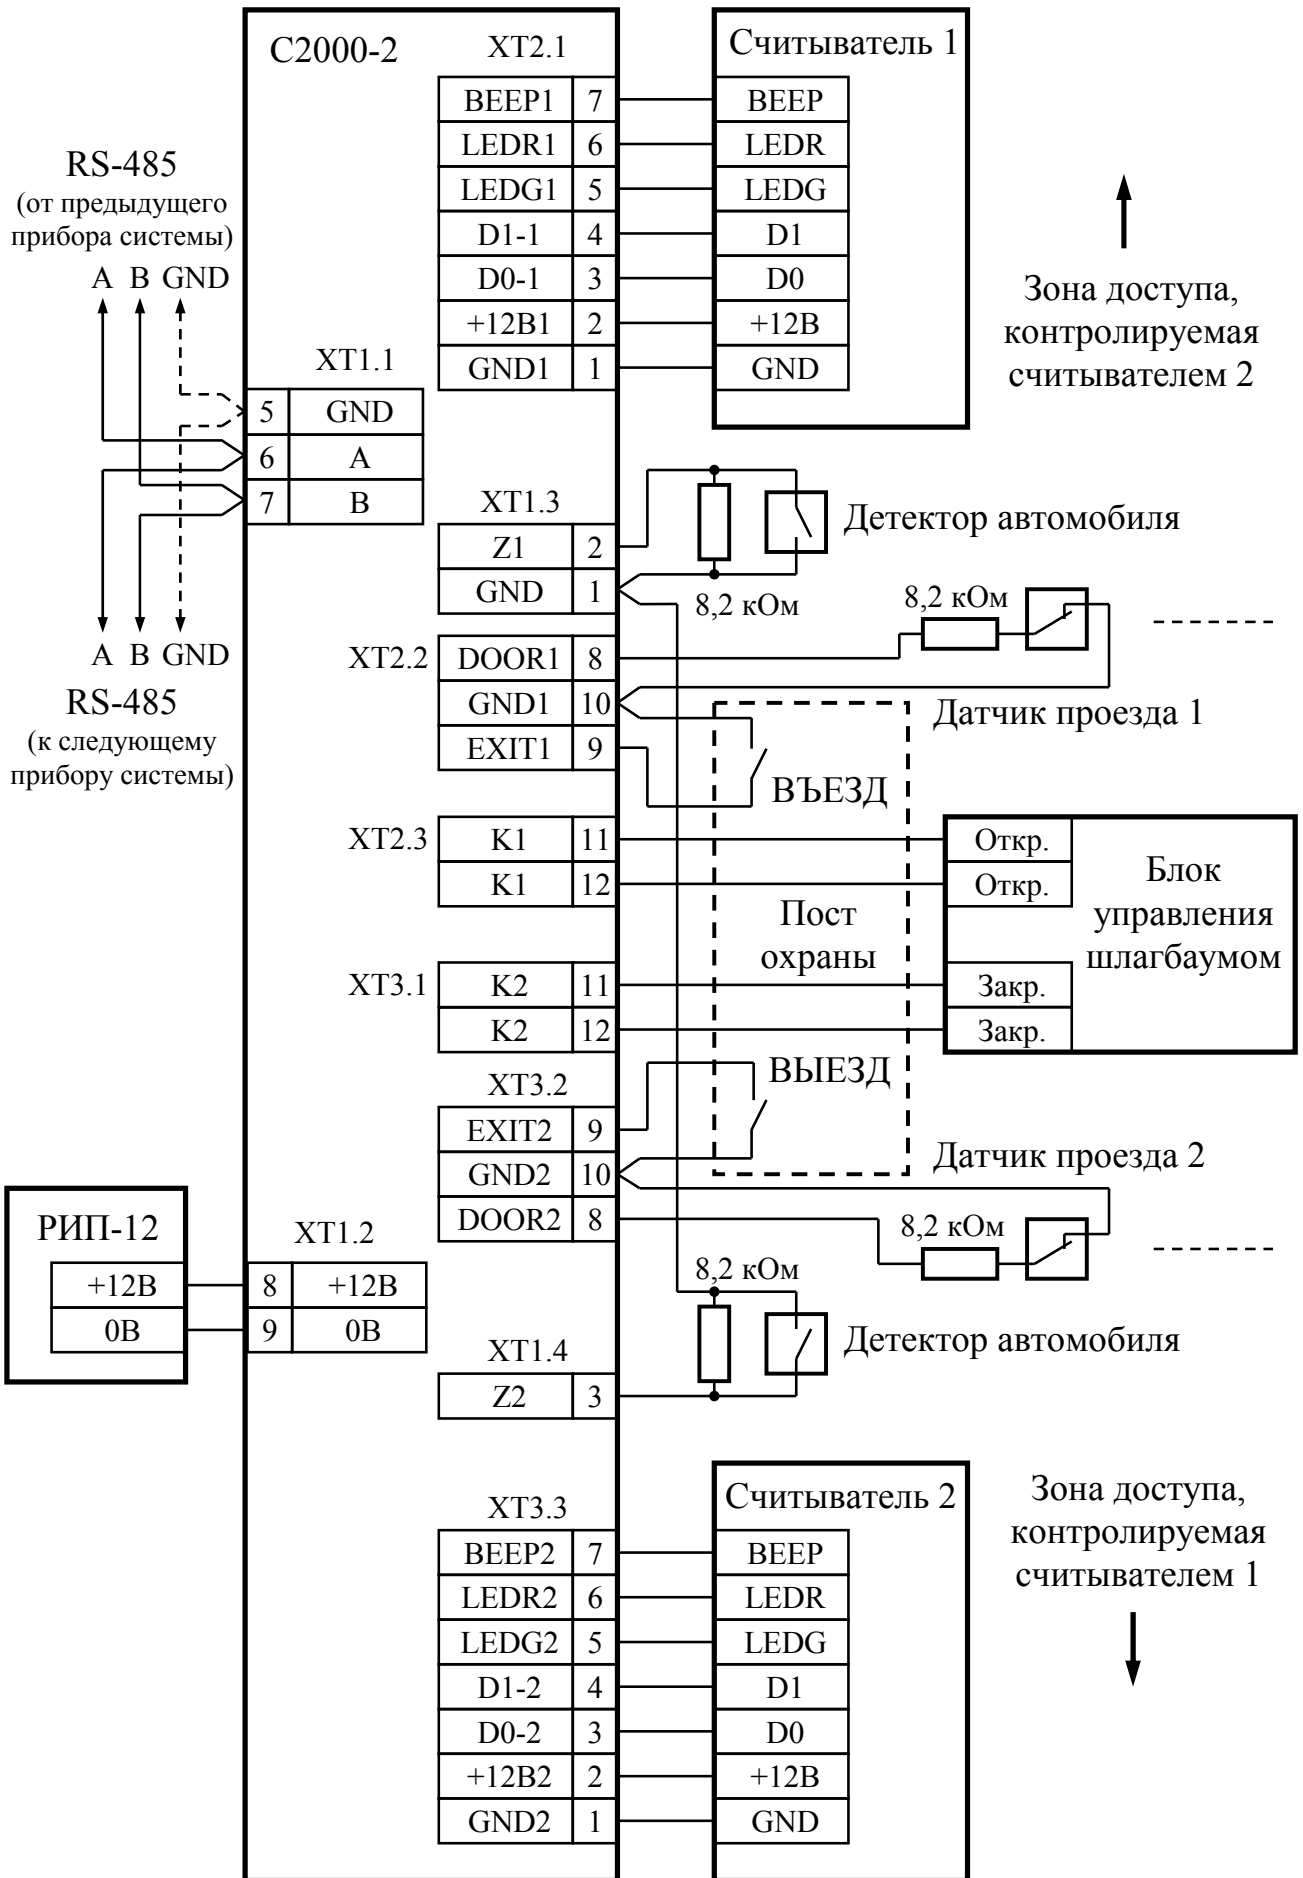 С2000-2
XT2.1
BEEP1 7
LEDR1 6
LEDG1 5
D1-1 4
D0-1 3
+12В1 2
GND1 1
Считыватель 1
BEEP
LEDR
LEDG
D1
D0
+12В
GND
RS-485
(от предыдущего
прибора системы)
A B GND
XT1.1
5 GND
6 A
7 B
A B GND
RS-485
(к следующему
прибору системы)
Зона доступа,
контролируемая
считывателем 2
XT1.3
Z1 2
GND 1
Детектор автомобиля
8,2 кОм
8,2 кОм
XT2.2
DOOR1 8
GND1 10
EXIT1 9
Датчик проезда 1
ВЪЕЗД
XT2.3
K1 11
K1 12
Откр.
Откр.
Блок
управления
шлагбаумом
Пост
охраны
XT3.1
K2 11
K2 12
Закр.
Закр.
ВЫЕЗД
XT3.2
EXIT2 9
GND2 10
DOOR2 8
Датчик проезда 2
8,2 кОм
РИП-12
+12В
0В
XT1.2
8 +12В
9 0В
8,2 кОм
Детектор автомобиля
XT1.4
Z2 3
XT3.3
BEEP2 7
LEDR2 6
LEDG2 5
D1-2 4
D0-2 3
+12В2 2
GND2 1
Считыватель 2
BEEP
LEDR
LEDG
D1
D0
+12В
GND
Зона доступа,
контролируемая
считывателем 1